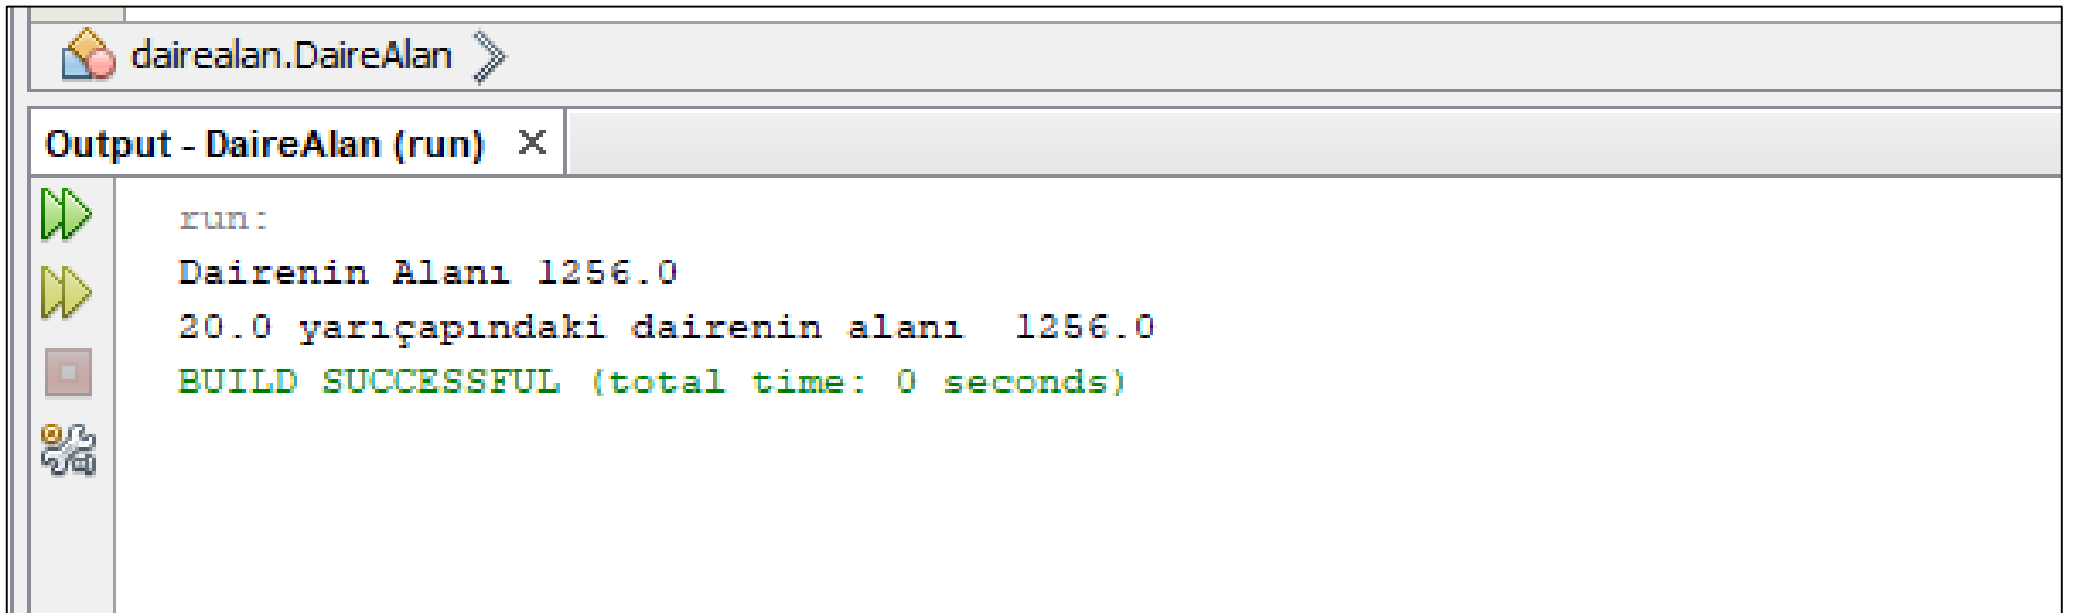 dairealan.DaireAlan
Output - DaireAlan (run)
run:
Dairenin Alanı 1256.0
20.0 yarıçapındaki dairenin alanı  1256.0
BUILD SUCCESSFUL (total time: 0 seconds)